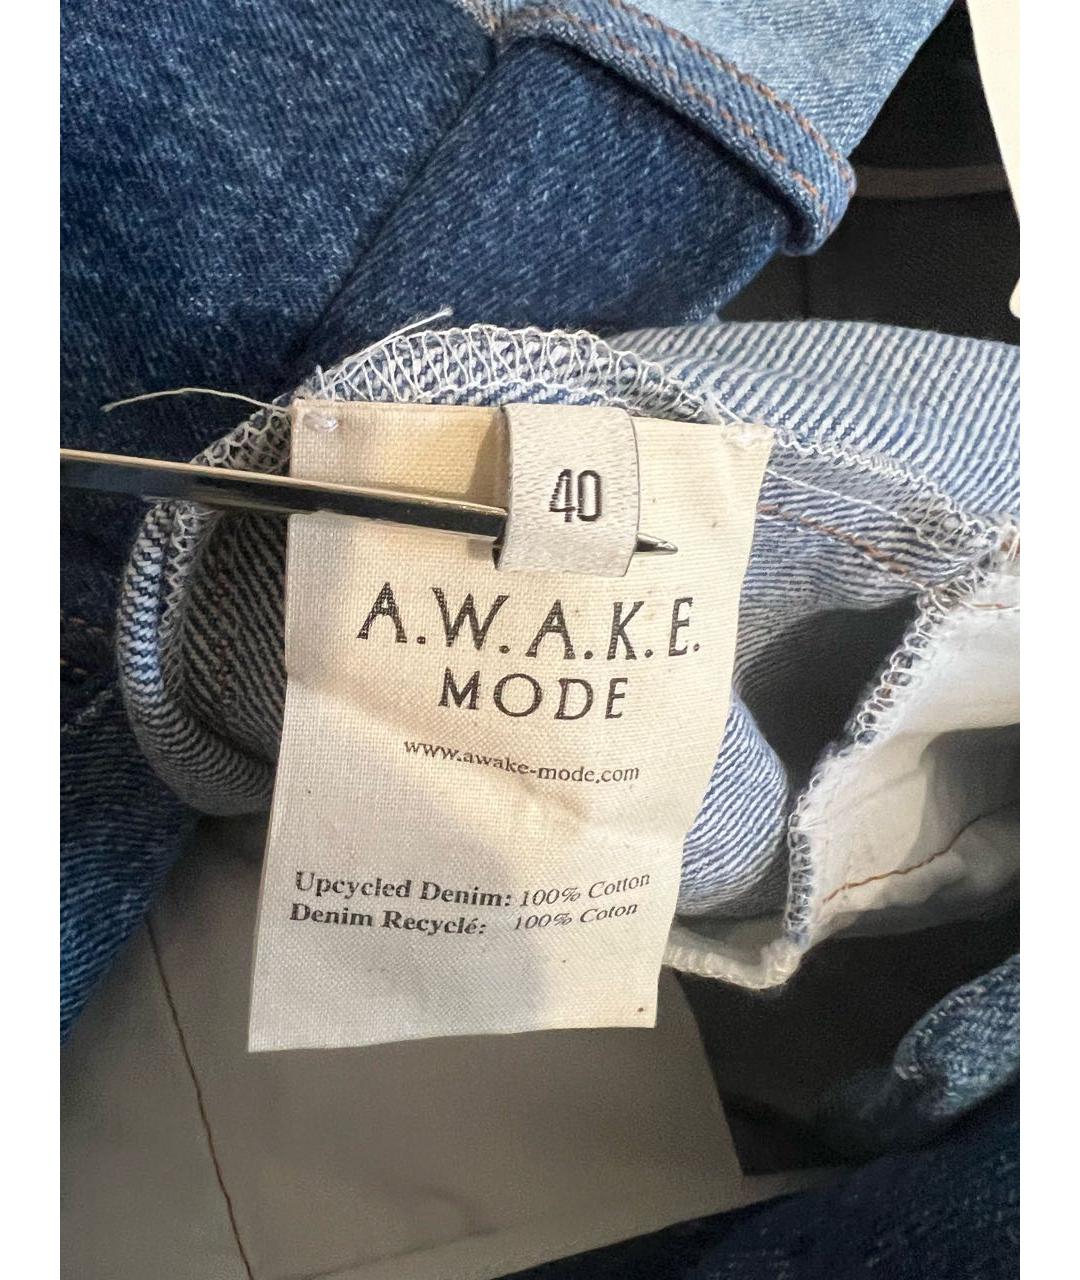 40
A.W.A.K.E.
MODE
www.awake-mode.com
Upcycled Denim: 100% Cotton
Denim Recyclé: 100% Coton